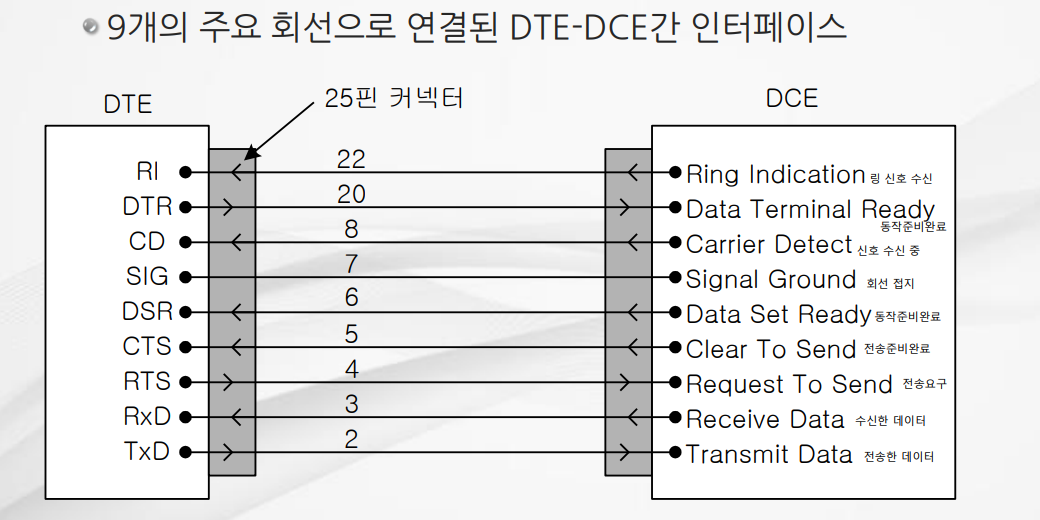 9개의 주요 회선으로 연결된 DTE-DCE간 인터페이스
DTE
25핀 커넥터
DCE
RI 22 Ring Indication 링 신호 수신
DTR 20 Data Terminal Ready 동작준비완료
CD 8 Carrier Detect 신호 수신 중
SIG 7 Signal Ground 회선 접지
DSR 6 Data Set Ready 동작준비완료
CTS 5 Clear To Send 전송준비완료
RTS 4 Request To Send 전송요구
RxD 3 Receive Data 수신한 데이터
TxD 2 Transmit Data 전송한 데이터